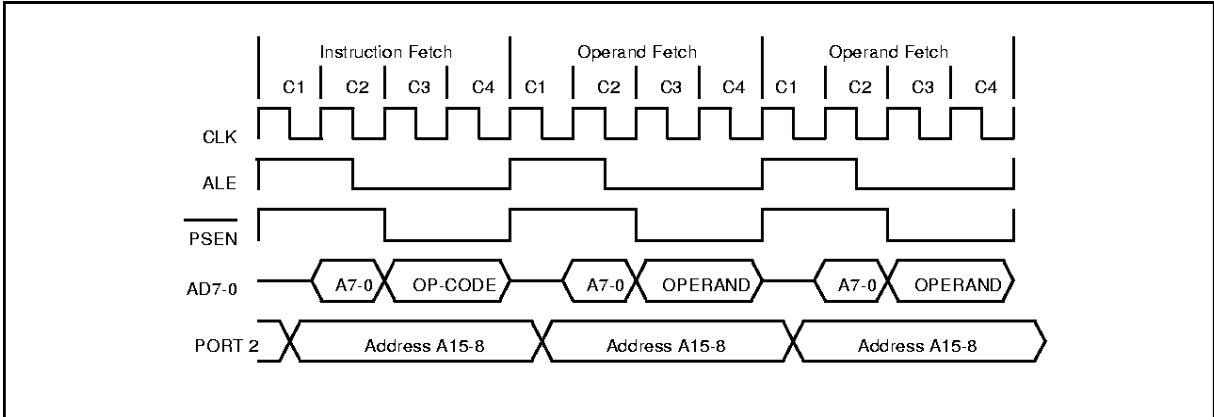 Instruction Fetch Operand Fetch Operand Fetch
C1 C2 C3 C4 C1 C2 C3 C4 C1 C2 C3 C4
CLK
ALE
PSEN
AD7-0 A7-0 OP-CODE A7-0 OPERAND A7-0 OPERAND
PORT 2 Address A15-8 Address A15-8 Address A15-8